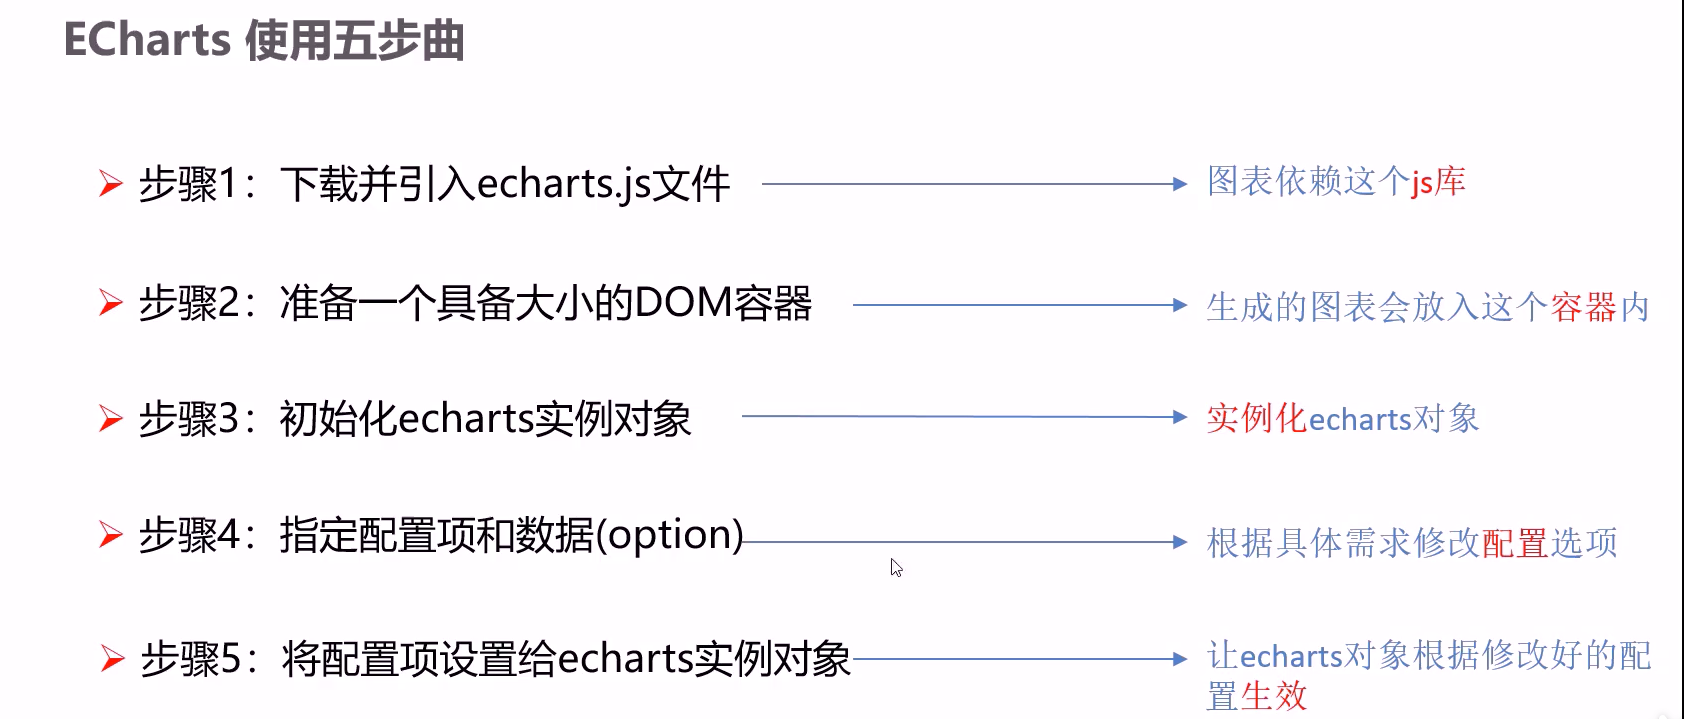 ECharts 使用五步曲
步骤1：下载并引入echarts.js文件
图表依赖这个js库
步骤2：准备一个具备大小的DOM容器
生成的图表会放入这个容器内
步骤3：初始化echarts实例对象
实例化echarts对象
步骤4：指定配置项和数据(option)
根据具体需求修改配置选项
步骤5：将配置项设置给echarts实例对象
让echarts对象根据修改好的配
置生效